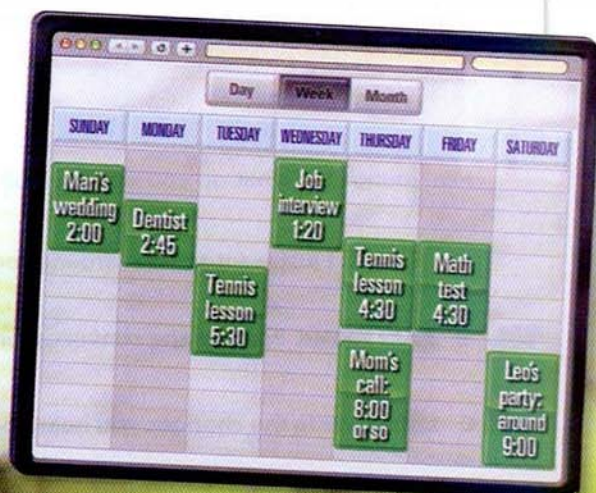 Day Week Month
SUNDAY MONDAY TUESDAY WEDNESDAY THURSDAY FRIDAY SATURDAY
Mari's
wedding
2:00
Dentist
2:45
Tennis
lesson
5:30
Job
interview
1:20
Tennis
lesson
4:30
Mom's
call:
8:00
or so
Math
test
4:30
Leo's
party:
around
9:00